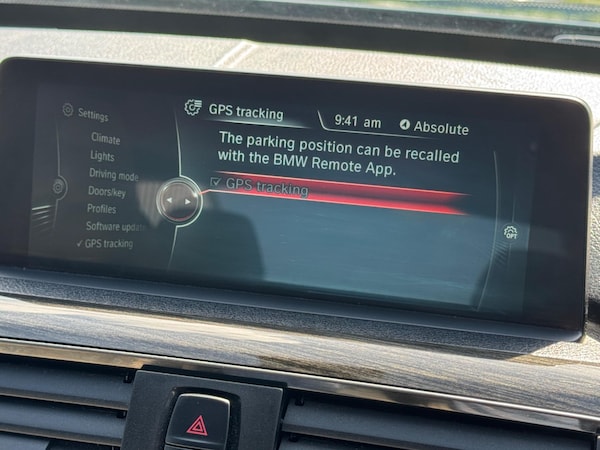 Settings
GPS tracking
9:41 am
Absolute
The parking position can be recalled
with the BMW Remote App.
GPS tracking
Climate
Lights
Driving mode
Doors/key
Profiles
Software update
GPS tracking
OPT